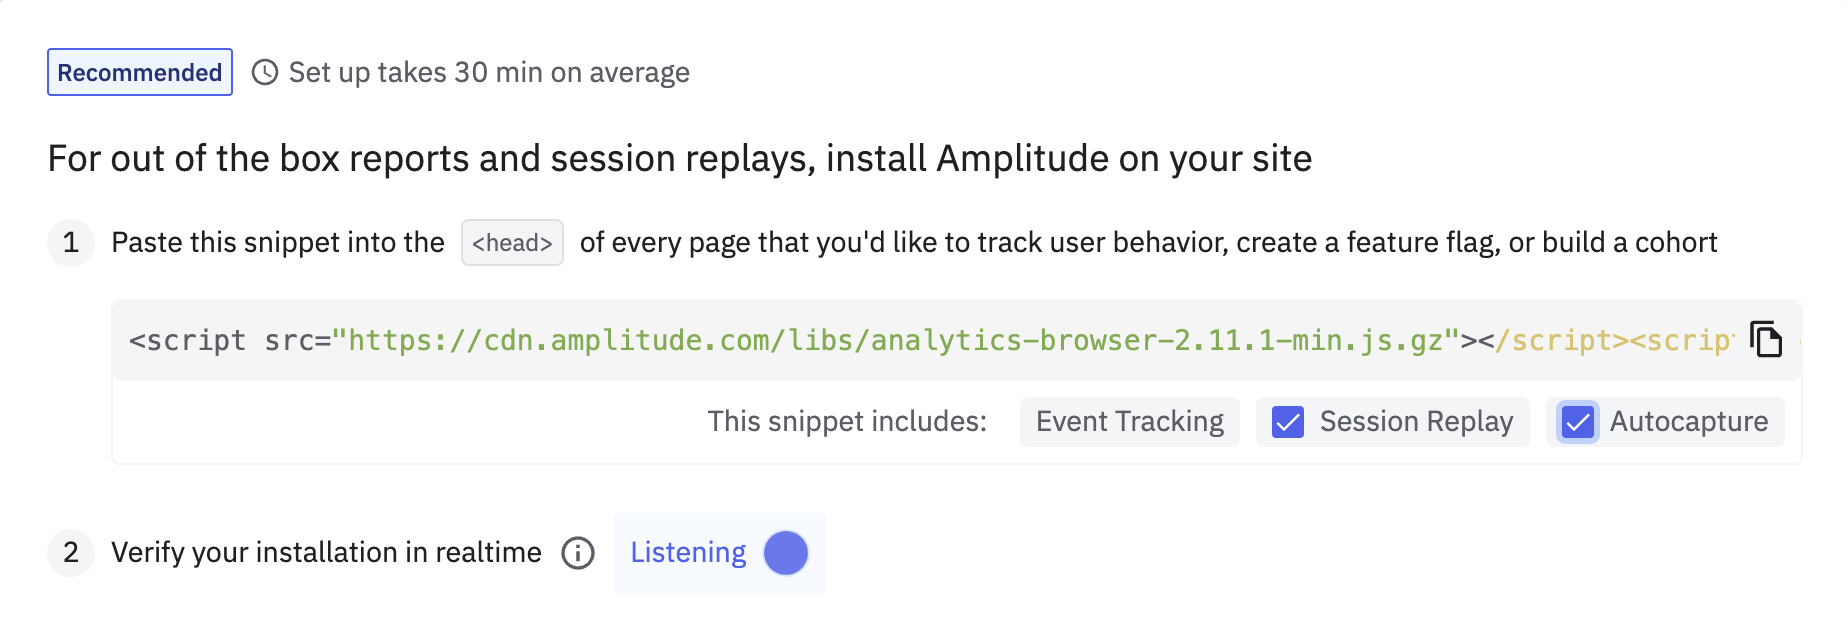 Recommended Set up takes 30 min on average
For out of the box reports and session replays, install Amplitude on your site
1 Paste this snippet into the <head> of every page that you'd like to track user behavior, create a feature flag, or build a cohort
<script src="https://cdn.amplitude.com/libs/analytics-browser-2.11.1-min.js.gz"></script><scrip
This snippet includes: Event Tracking Session Replay Autocapture
2 Verify your installation in realtime Listening